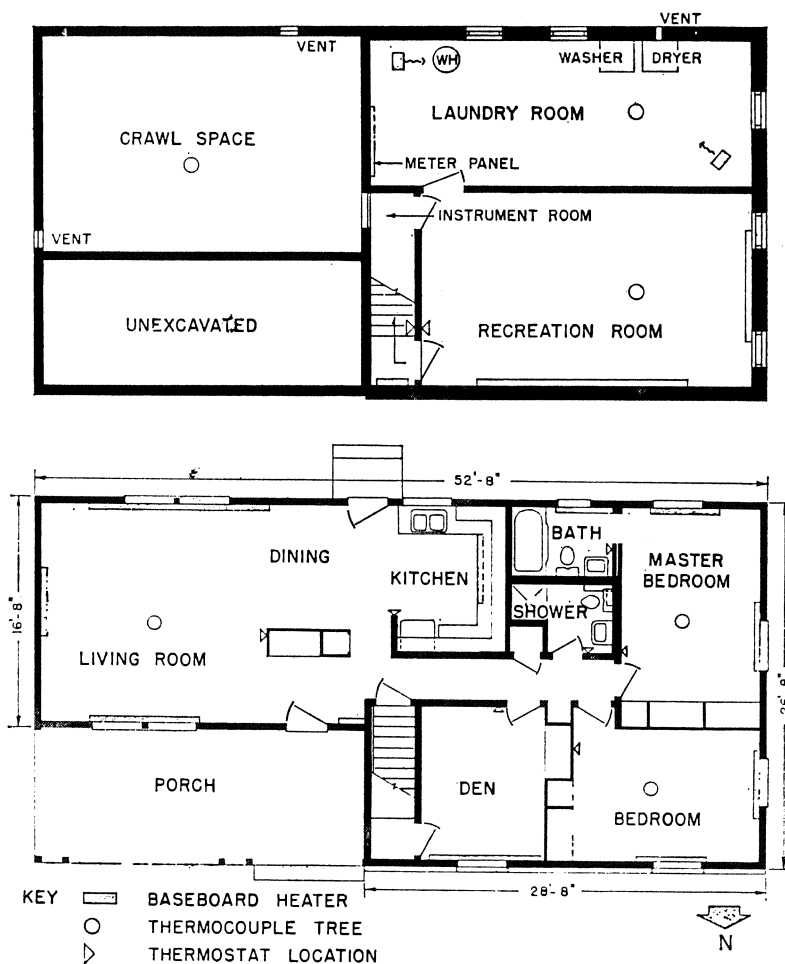 VENT
VENT
WH
WASHER
DRYER
LAUNDRY ROOM
CRAWL SPACE
METER PANEL
INSTRUMENT ROOM
VENT
UNEXCAVATED
RECREATION ROOM
52'-8"
BATH
DINING
MASTER
BEDROOM
KITCHEN
16'-8"
SHOWER
LIVING ROOM
26'-8"
PORCH
DEN
BEDROOM
28'-8"
KEY
BASEBOARD HEATER
THERMOCOUPLE TREE
THERMOSTAT LOCATION
N